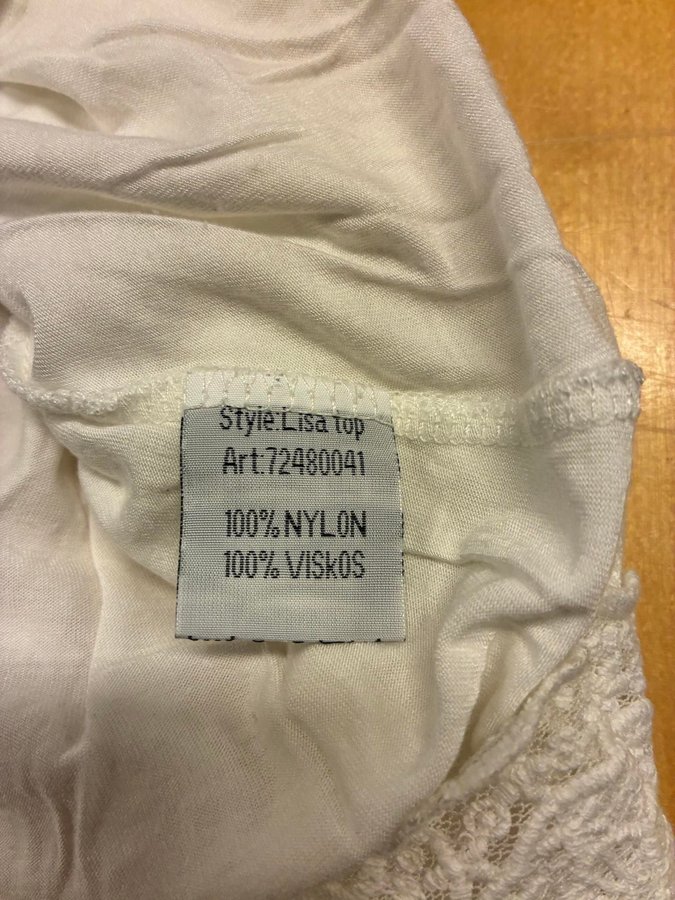 Style:Lisa top
Art:72480041
100% NYLON
100% VISkOS